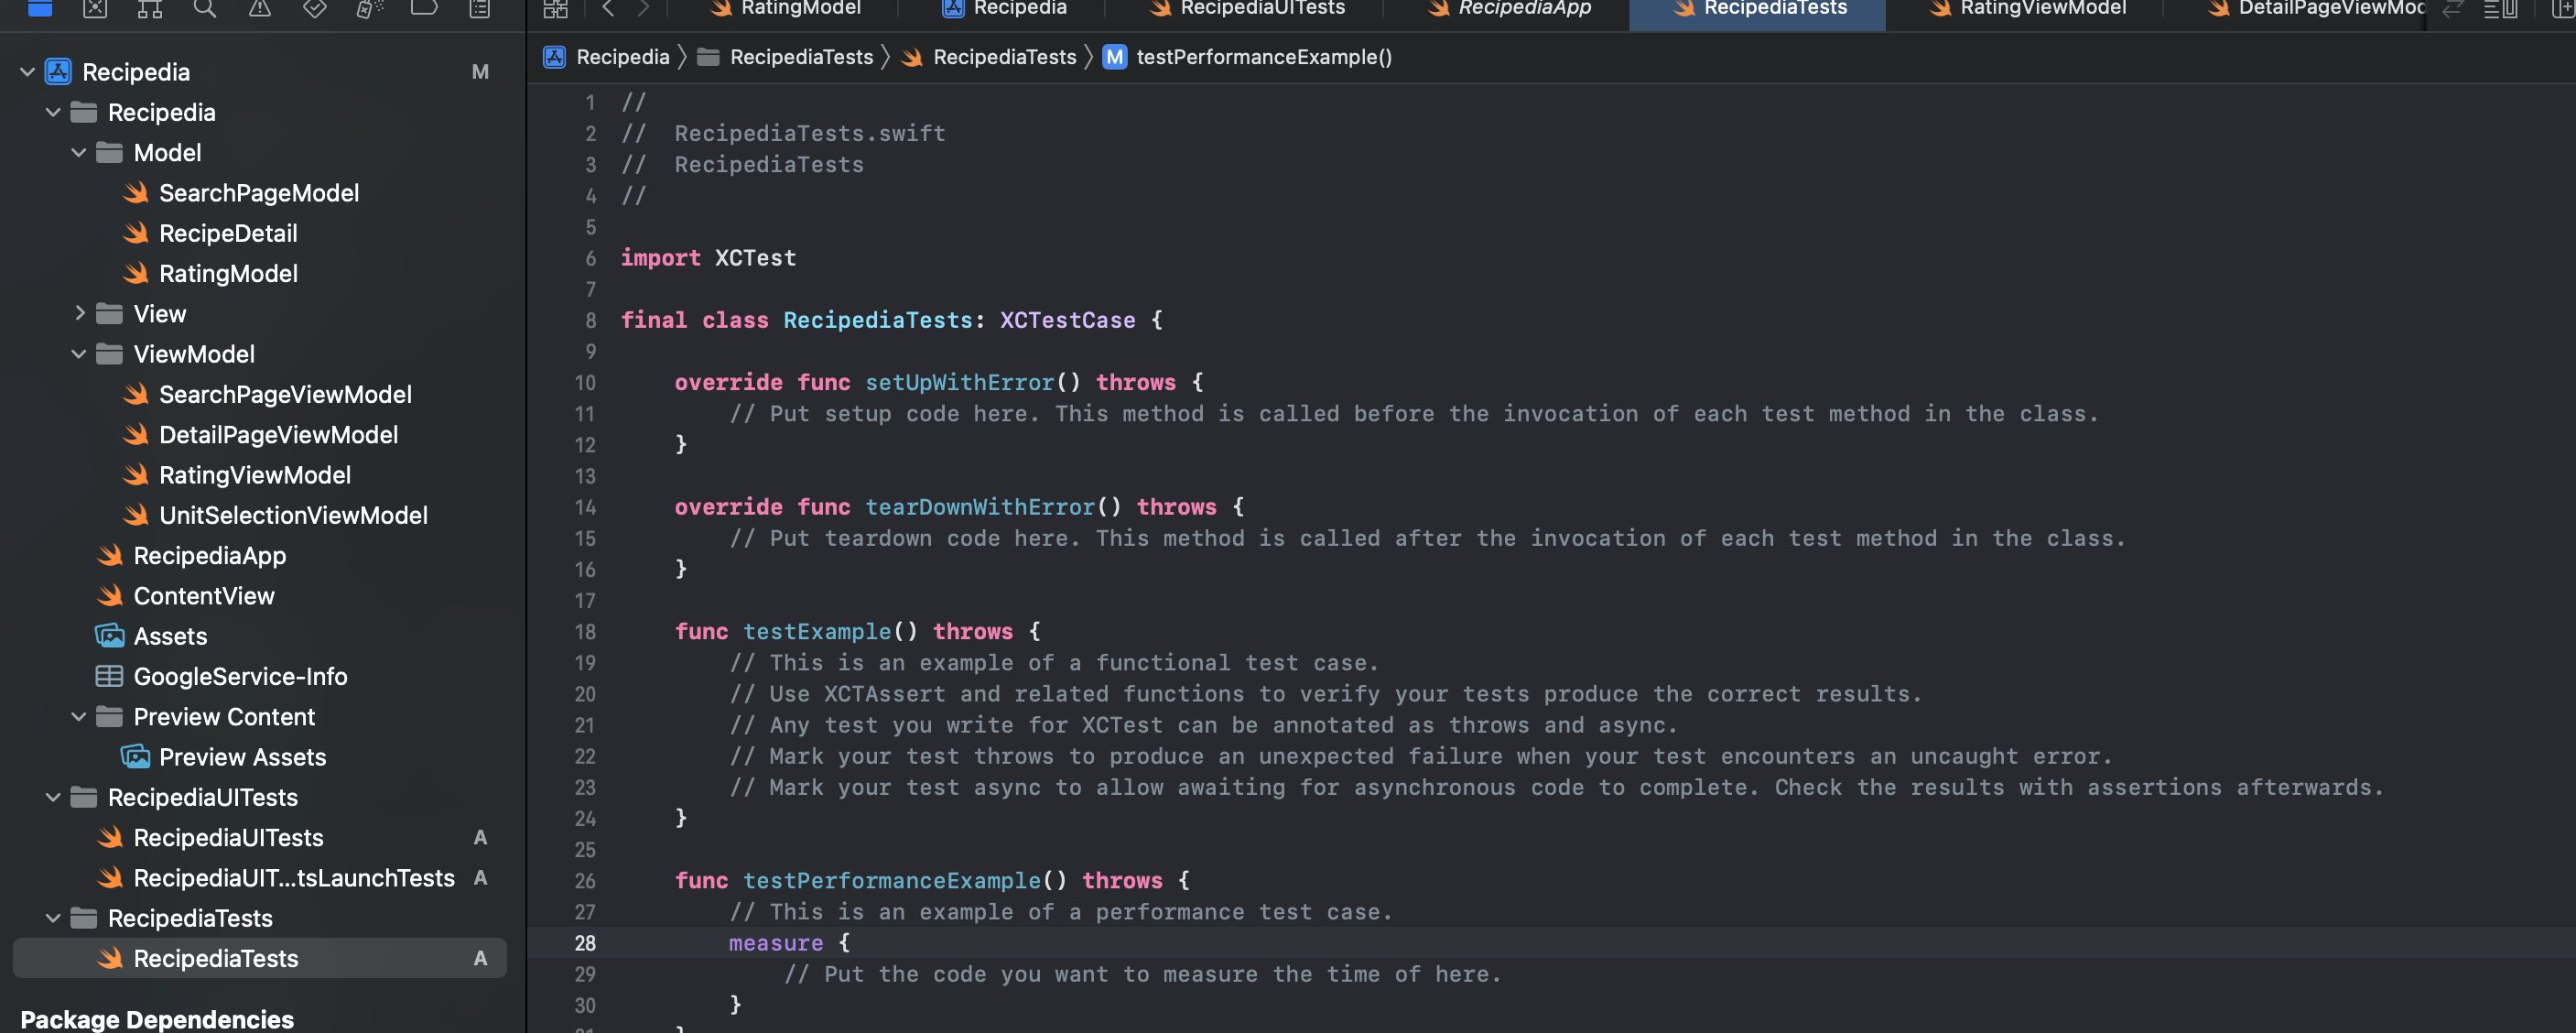 RatingModel
Recipedia
RecipediaUITests
RecipediaApp
RecipediaTests
RatingViewModel
DetailPageViewMod
Recipedia M
Recipedia
Model
SearchPageModel
RecipeDetail
RatingModel
View
ViewModel
SearchPageViewModel
DetailPageViewModel
RatingViewModel
UnitSelectionViewModel
RecipediaApp
ContentView
Assets
GoogleService-Info
Preview Content
Preview Assets
RecipediaUITests
RecipediaUITests A
RecipediaUIT...tsLaunchTests A
RecipediaTests
RecipediaTests A
Package Dependencies
Recipedia 〉 RecipediaTests 〉 RecipediaTests 〉 M testPerformanceExample()
1 //
2 //  RecipediaTests.swift
3 //  RecipediaTests
4 //
5
6 import XCTest
7
8 final class RecipediaTests: XCTestCase {
9
10     override func setUpWithError() throws {
11         // Put setup code here. This method is called before the invocation of each test method in the class.
12     }
13
14     override func tearDownWithError() throws {
15         // Put teardown code here. This method is called after the invocation of each test method in the class.
16     }
17
18     func testExample() throws {
19         // This is an example of a functional test case.
20         // Use XCTAssert and related functions to verify your tests produce the correct results.
21         // Any test you write for XCTest can be annotated as throws and async.
22         // Mark your test throws to produce an unexpected failure when your test encounters an uncaught error.
23         // Mark your test async to allow awaiting for asynchronous code to complete. Check the results with assertions afterwards.
24     }
25
26     func testPerformanceExample() throws {
27         // This is an example of a performance test case.
28         measure {
29             // Put the code you want to measure the time of here.
30         }
31     }